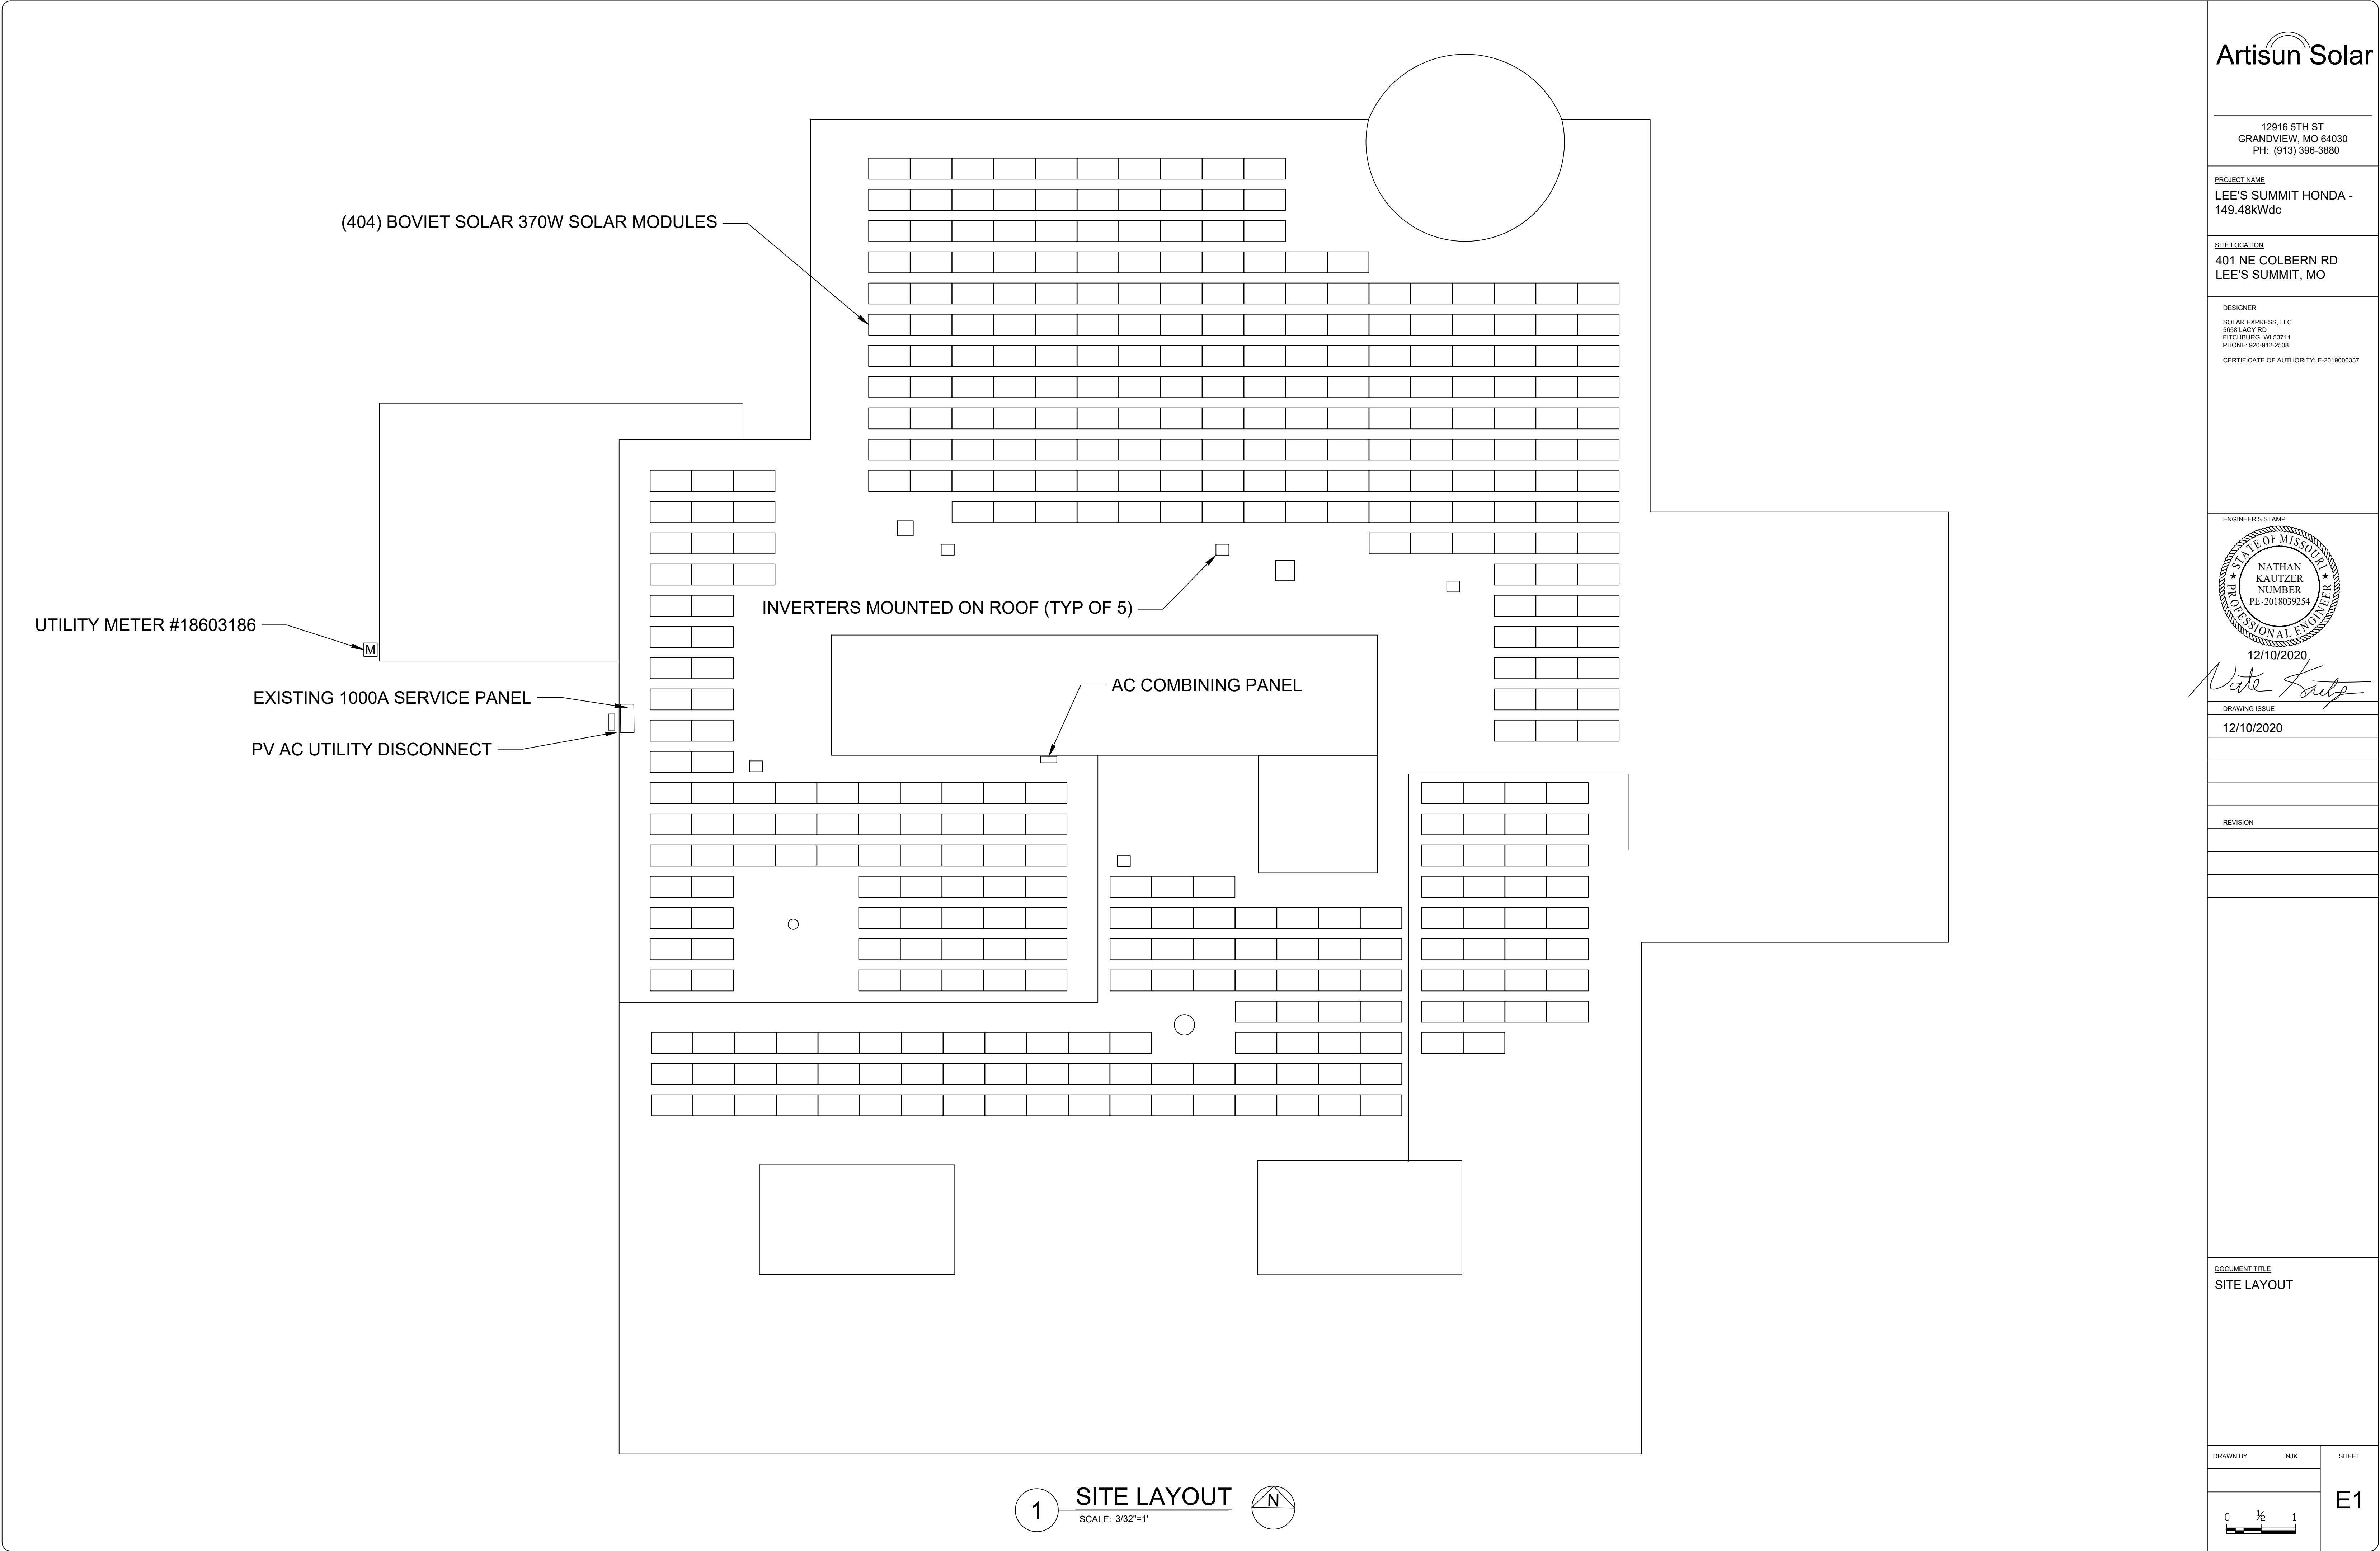 (404) BOVIET SOLAR 370W SOLAR MODULES
UTILITY METER #18603186
M
EXISTING 1000A SERVICE PANEL
PV AC UTILITY DISCONNECT
INVERTERS MOUNTED ON ROOF (TYP OF 5)
AC COMBINING PANEL
1
SITE LAYOUT
SCALE: 3/32"=1'
N
Artisun Solar
12916 5TH ST
GRANDVIEW, MO 64030
PH: (913) 396-3880
PROJECT NAME
LEE'S SUMMIT HONDA -
149.48kWdc
SITE LOCATION
401 NE COLBERN RD
LEE'S SUMMIT, MO
DESIGNER
SOLAR EXPRESS, LLC
5658 LACY RD
FITCHBURG, WI 53711
PHONE: 920-912-2508
CERTIFICATE OF AUTHORITY: E-2019000337
ENGINEER'S STAMP
STATE OF MISSOURI
NATHAN
KAUTZER
NUMBER
PE-2018039254
PROFESSIONAL ENGINEER
12/10/2020
Nate Kautzer
DRAWING ISSUE
12/10/2020
REVISION
DOCUMENT TITLE
SITE LAYOUT
DRAWN BY NJK SHEET
E1
0 ½ 1